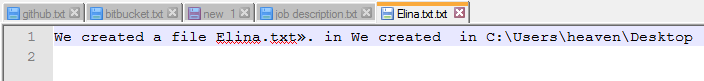 github.txt bitbucket.txt new 1 job description.txt Elina.txt.txt
1 We created a file Elina.txt». in We created  in C:\Users\heaven\Desktop
2